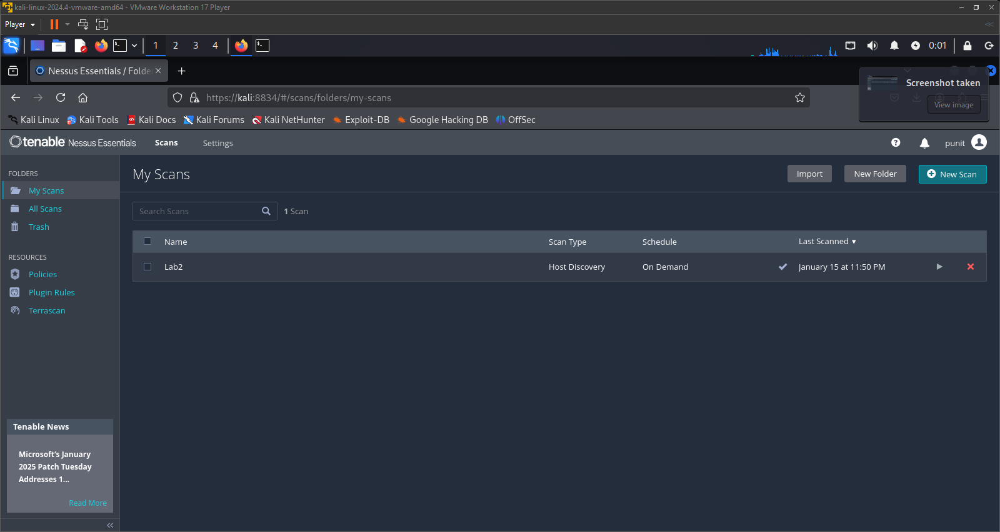 kali-linux-2024.4-vmware-amd64 - VMware Workstation 17 Player
Player
1 2 3 4
0:01
Nessus Essentials / Folde
Screenshot taken
View image
https://kali:8834/#/scans/folders/my-scans
Kali Linux Kali Tools Kali Docs Kali Forums Kali NetHunter Exploit-DB Google Hacking DB OffSec
tenable Nessus Essentials Scans Settings punit
FOLDERS
My Scans
All Scans
Trash
RESOURCES
Policies
Plugin Rules
Terrascan
My Scans
Import New Folder New Scan
Search Scans 1 Scan
Name Scan Type Schedule Last Scanned
Lab2 Host Discovery On Demand January 15 at 11:50 PM
Tenable News
Microsoft's January
2025 Patch Tuesday
Addresses 1...
Read More